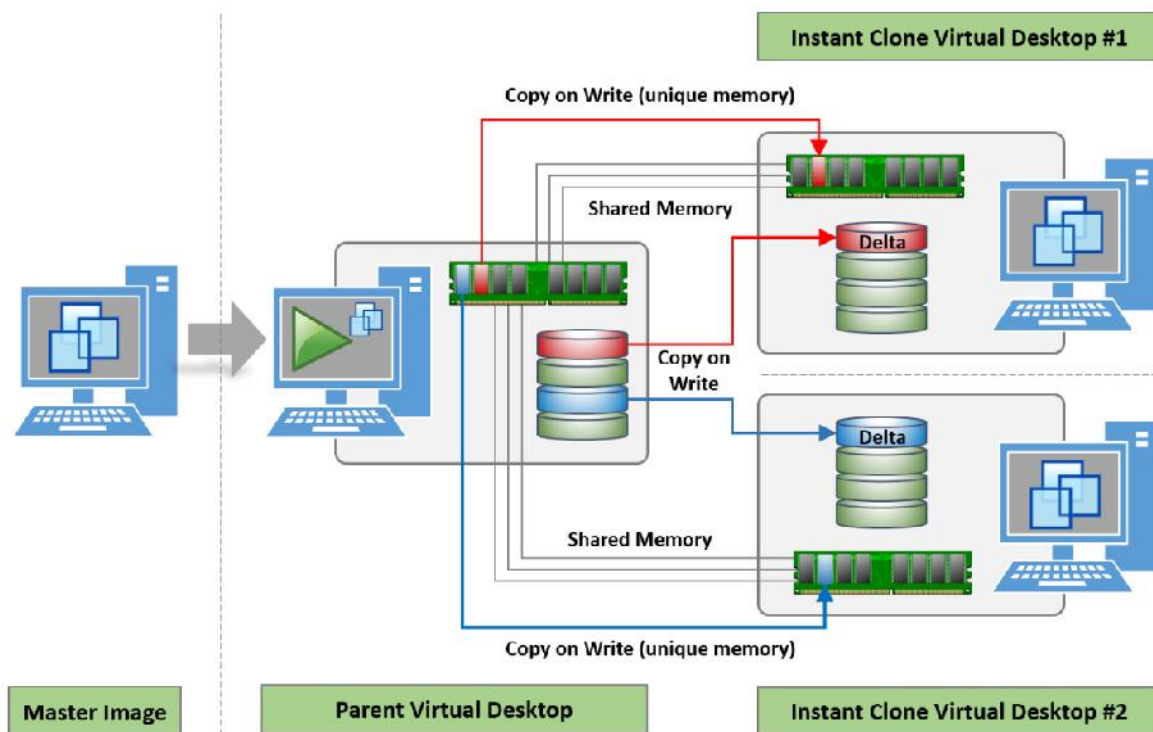 Instant Clone Virtual Desktop #1
Copy on Write (unique memory)
Shared Memory
Delta
Copy on
Write
Delta
Shared Memory
Copy on Write (unique memory)
Master Image
Parent Virtual Desktop
Instant Clone Virtual Desktop #2